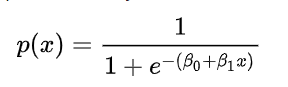 p(x) = 1 / (1 + e^{-(β₀+β₁x)})